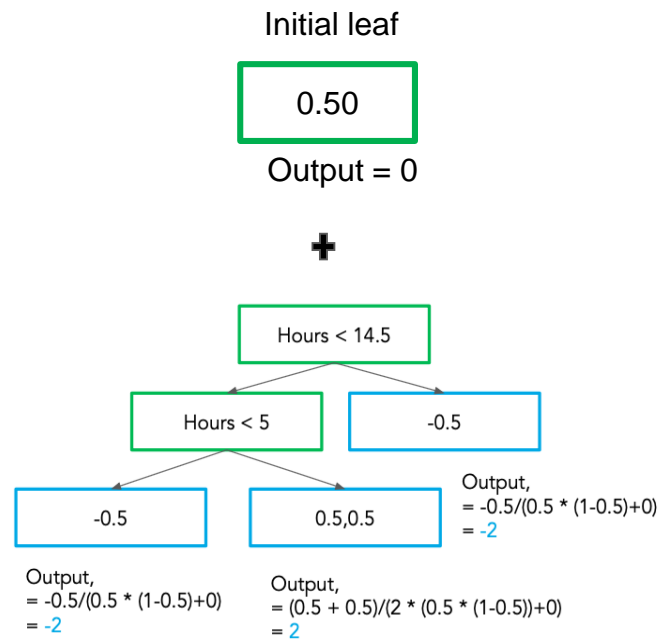 Initial leaf
0.50
Output = 0
+
Hours < 14.5
Hours < 5
-0.5
-0.5
0.5,0.5
Output,
= -0.5/(0.5 * (1-0.5)+0)
= -2
Output,
= -0.5/(0.5 * (1-0.5)+0)
= -2
Output,
= (0.5 + 0.5)/(2 * (0.5 * (1-0.5))+0)
= 2